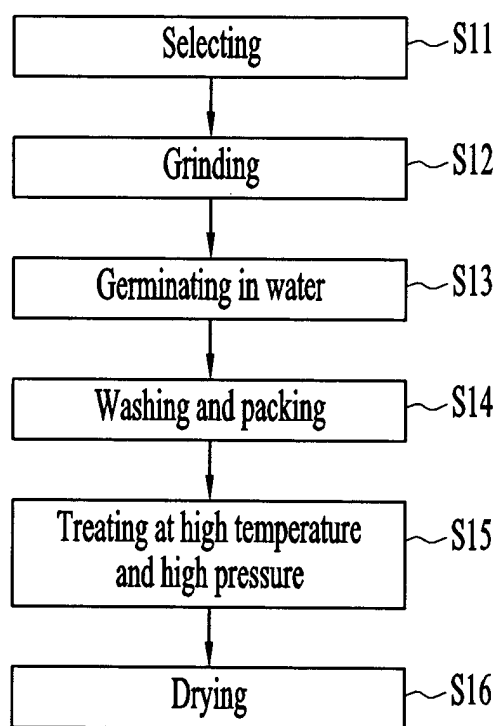 Selecting
S11
Grinding
S12
Germinating in water
S13
Washing and packing
S14
Treating at high temperature
and high pressure
S15
Drying
S16